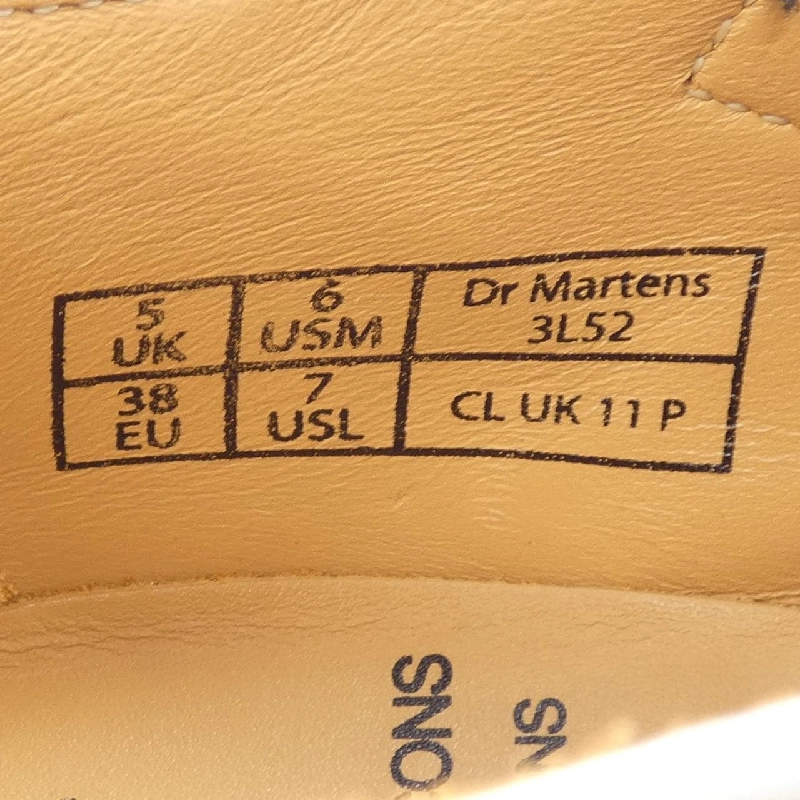 5
UK
6
USM
Dr Martens
3L52
38
EU
7
USL
CL UK 11 P